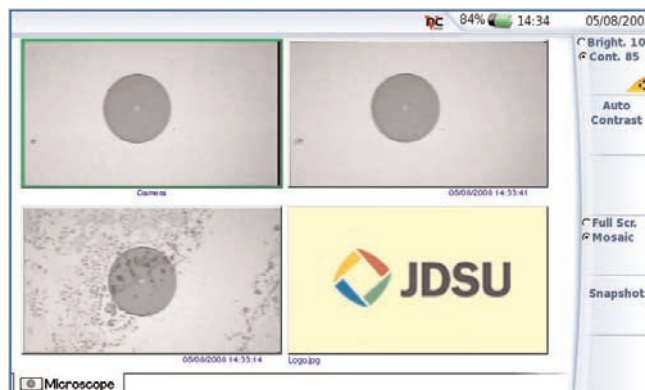 84% 14:34 05/08/200
Bright. 10
Cont. 85
Auto
Contrast
Camera
05/08/2008 14:33:41
Full Scr.
Mosaic
JDSU
Snapshot
05/08/2008 14:33:14
Logo.jpg
Microscope